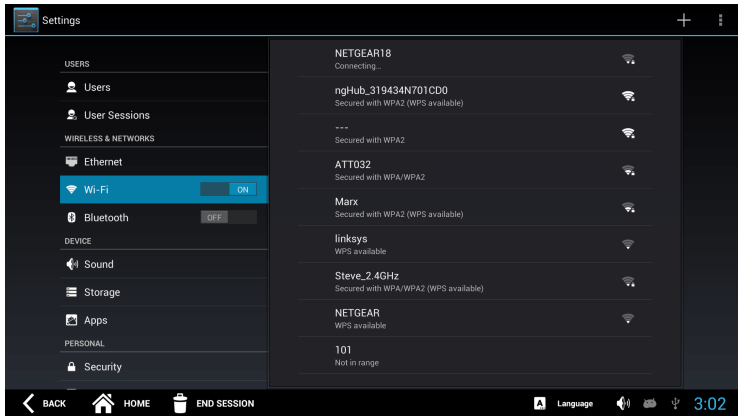 Settings
USERS
Users
User Sessions
WIRELESS & NETWORKS
Ethernet
Wi-Fi ON
Bluetooth OFF
DEVICE
Sound
Storage
Apps
PERSONAL
Security
NETGEAR18
Connecting...
ngHub_319434N701CD0
Secured with WPA2 (WPS available)
---
Secured with WPA2
ATT032
Secured with WPA/WPA2
Marx
Secured with WPA2 (WPS available)
linksys
WPS available
Steve_2.4GHz
Secured with WPA/WPA2 (WPS available)
NETGEAR
WPS available
101
Not in range
BACK HOME END SESSION A Language 3:02